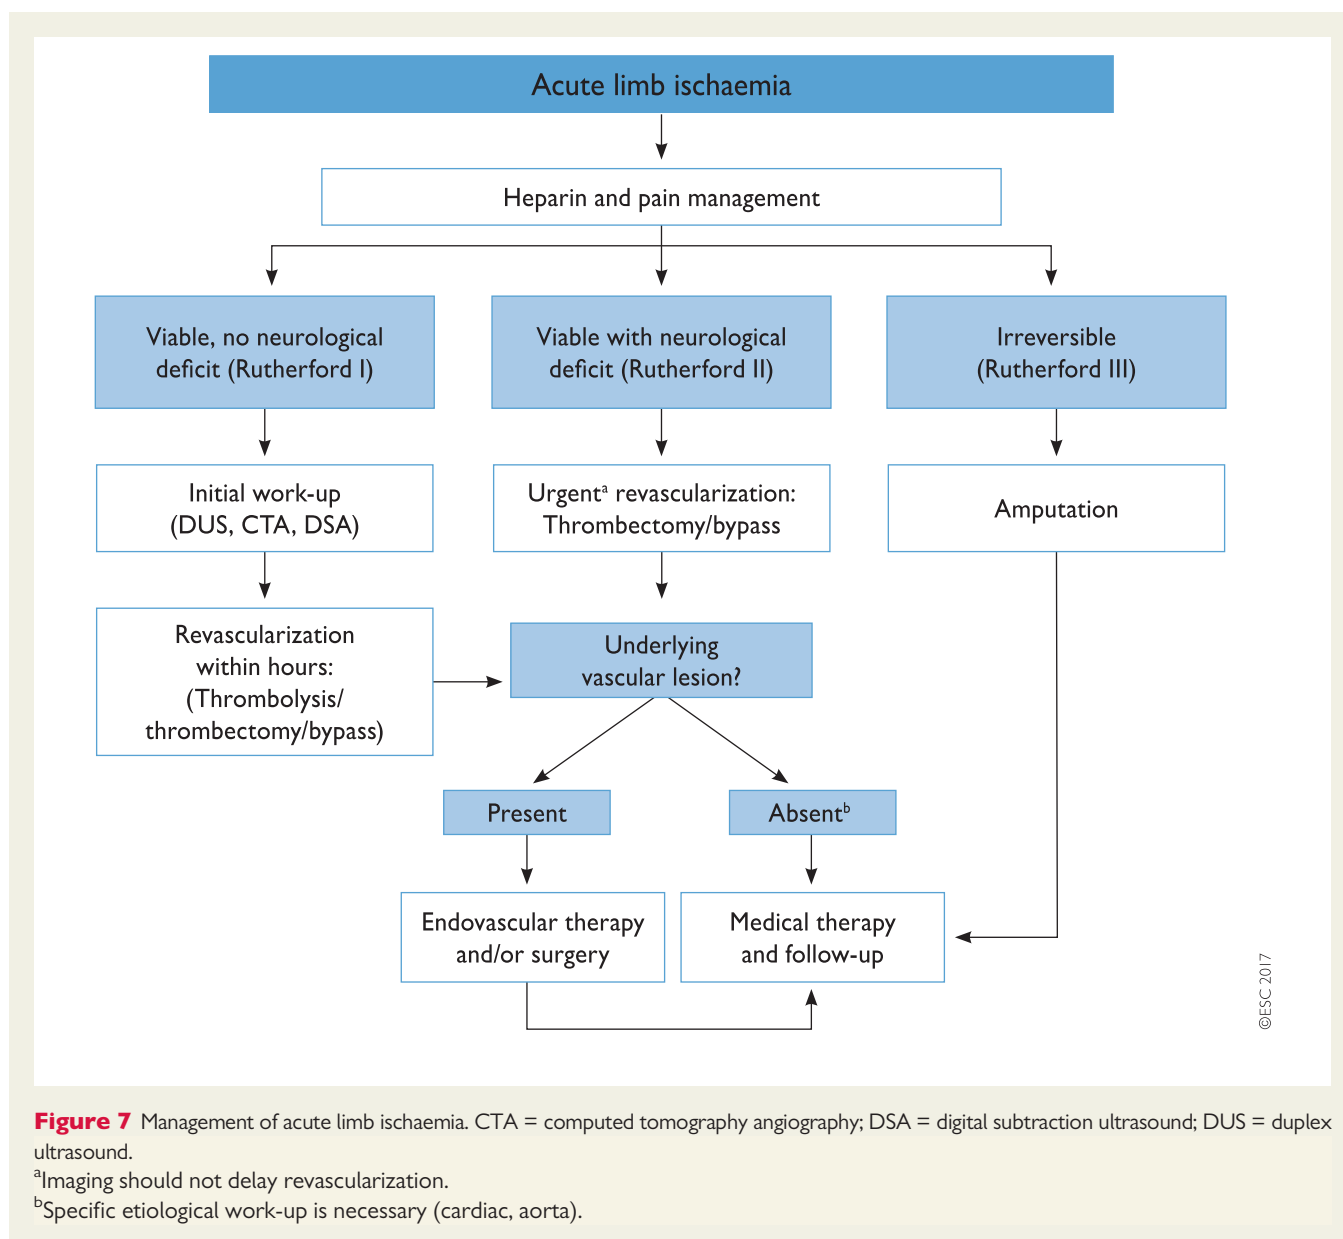 Acute limb ischaemia
Heparin and pain management
Viable, no neurological
deficit (Rutherford I)
Viable with neurological
deficit (Rutherford II)
Irreversible
(Rutherford III)
Initial work-up
(DUS, CTA, DSA)
Urgentᵃ revascularization:
Thrombectomy/bypass
Amputation
Revascularization
within hours:
(Thrombolysis/
thrombectomy/bypass)
Underlying
vascular lesion?
Present
Absentᵇ
Endovascular therapy
and/or surgery
Medical therapy
and follow-up
©ESC 2017
Figure 7 Management of acute limb ischaemia. CTA = computed tomography angiography; DSA = digital subtraction ultrasound; DUS = duplex
ultrasound.
ᵃImaging should not delay revascularization.
ᵇSpecific etiological work-up is necessary (cardiac, aorta).